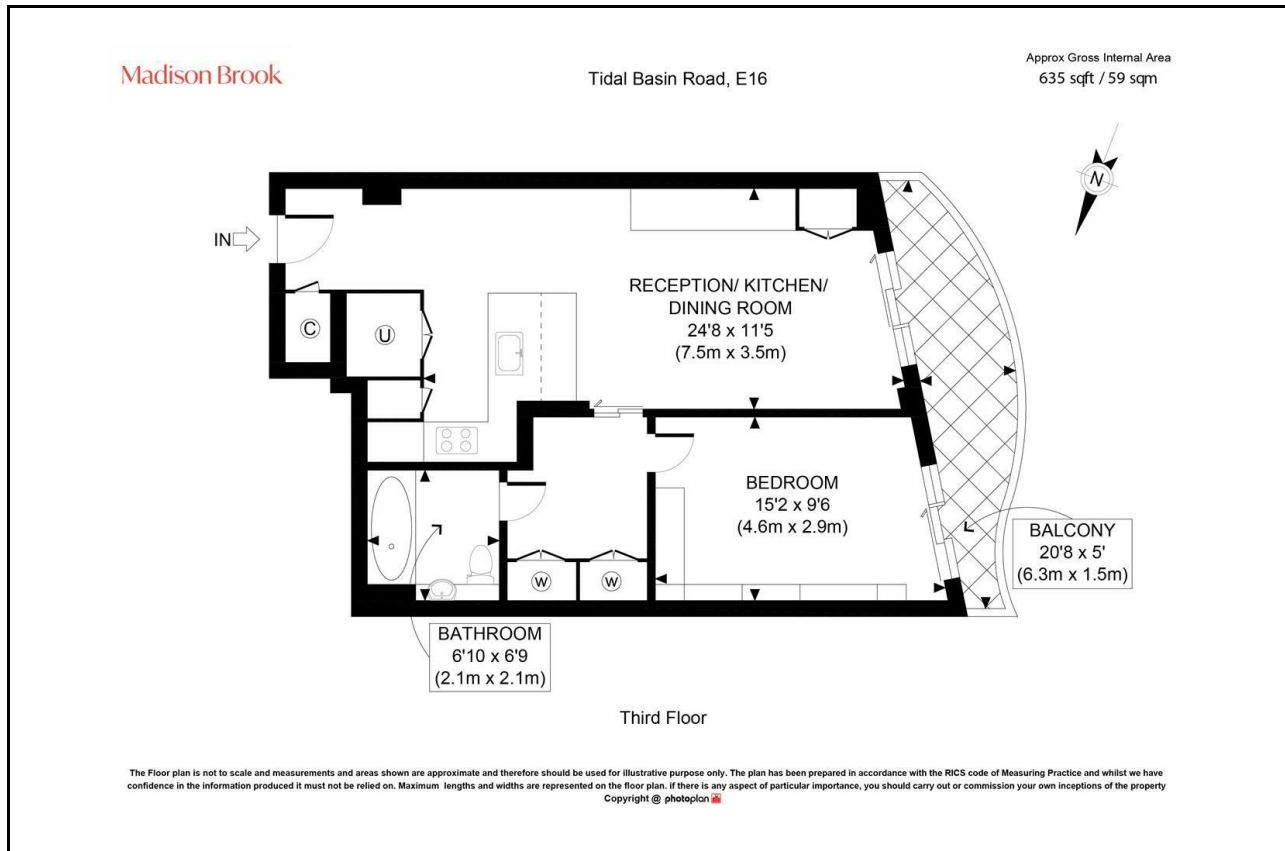 Madison Brook
Tidal Basin Road, E16
Approx Gross Internal Area
635 sqft / 59 sqm
N
IN
RECEPTION/ KITCHEN/
DINING ROOM
24'8 x 11'5
(7.5m x 3.5m)
C
U
BEDROOM
15'2 x 9'6
(4.6m x 2.9m)
BALCONY
20'8 x 5'
(6.3m x 1.5m)
W
W
BATHROOM
6'10 x 6'9
(2.1m x 2.1m)
Third Floor
The Floor plan is not to scale and measurements and areas shown are approximate and therefore should be used for illustrative purpose only. The plan has been prepared in accordance with the RICS code of Measuring Practice and whilst we have
confidence in the information produced it must not be relied on. Maximum lengths and widths are represented on the floor plan. if there is any aspect of particular importance, you should carry out or commission your own inceptions of the property
Copyright @ photoplan